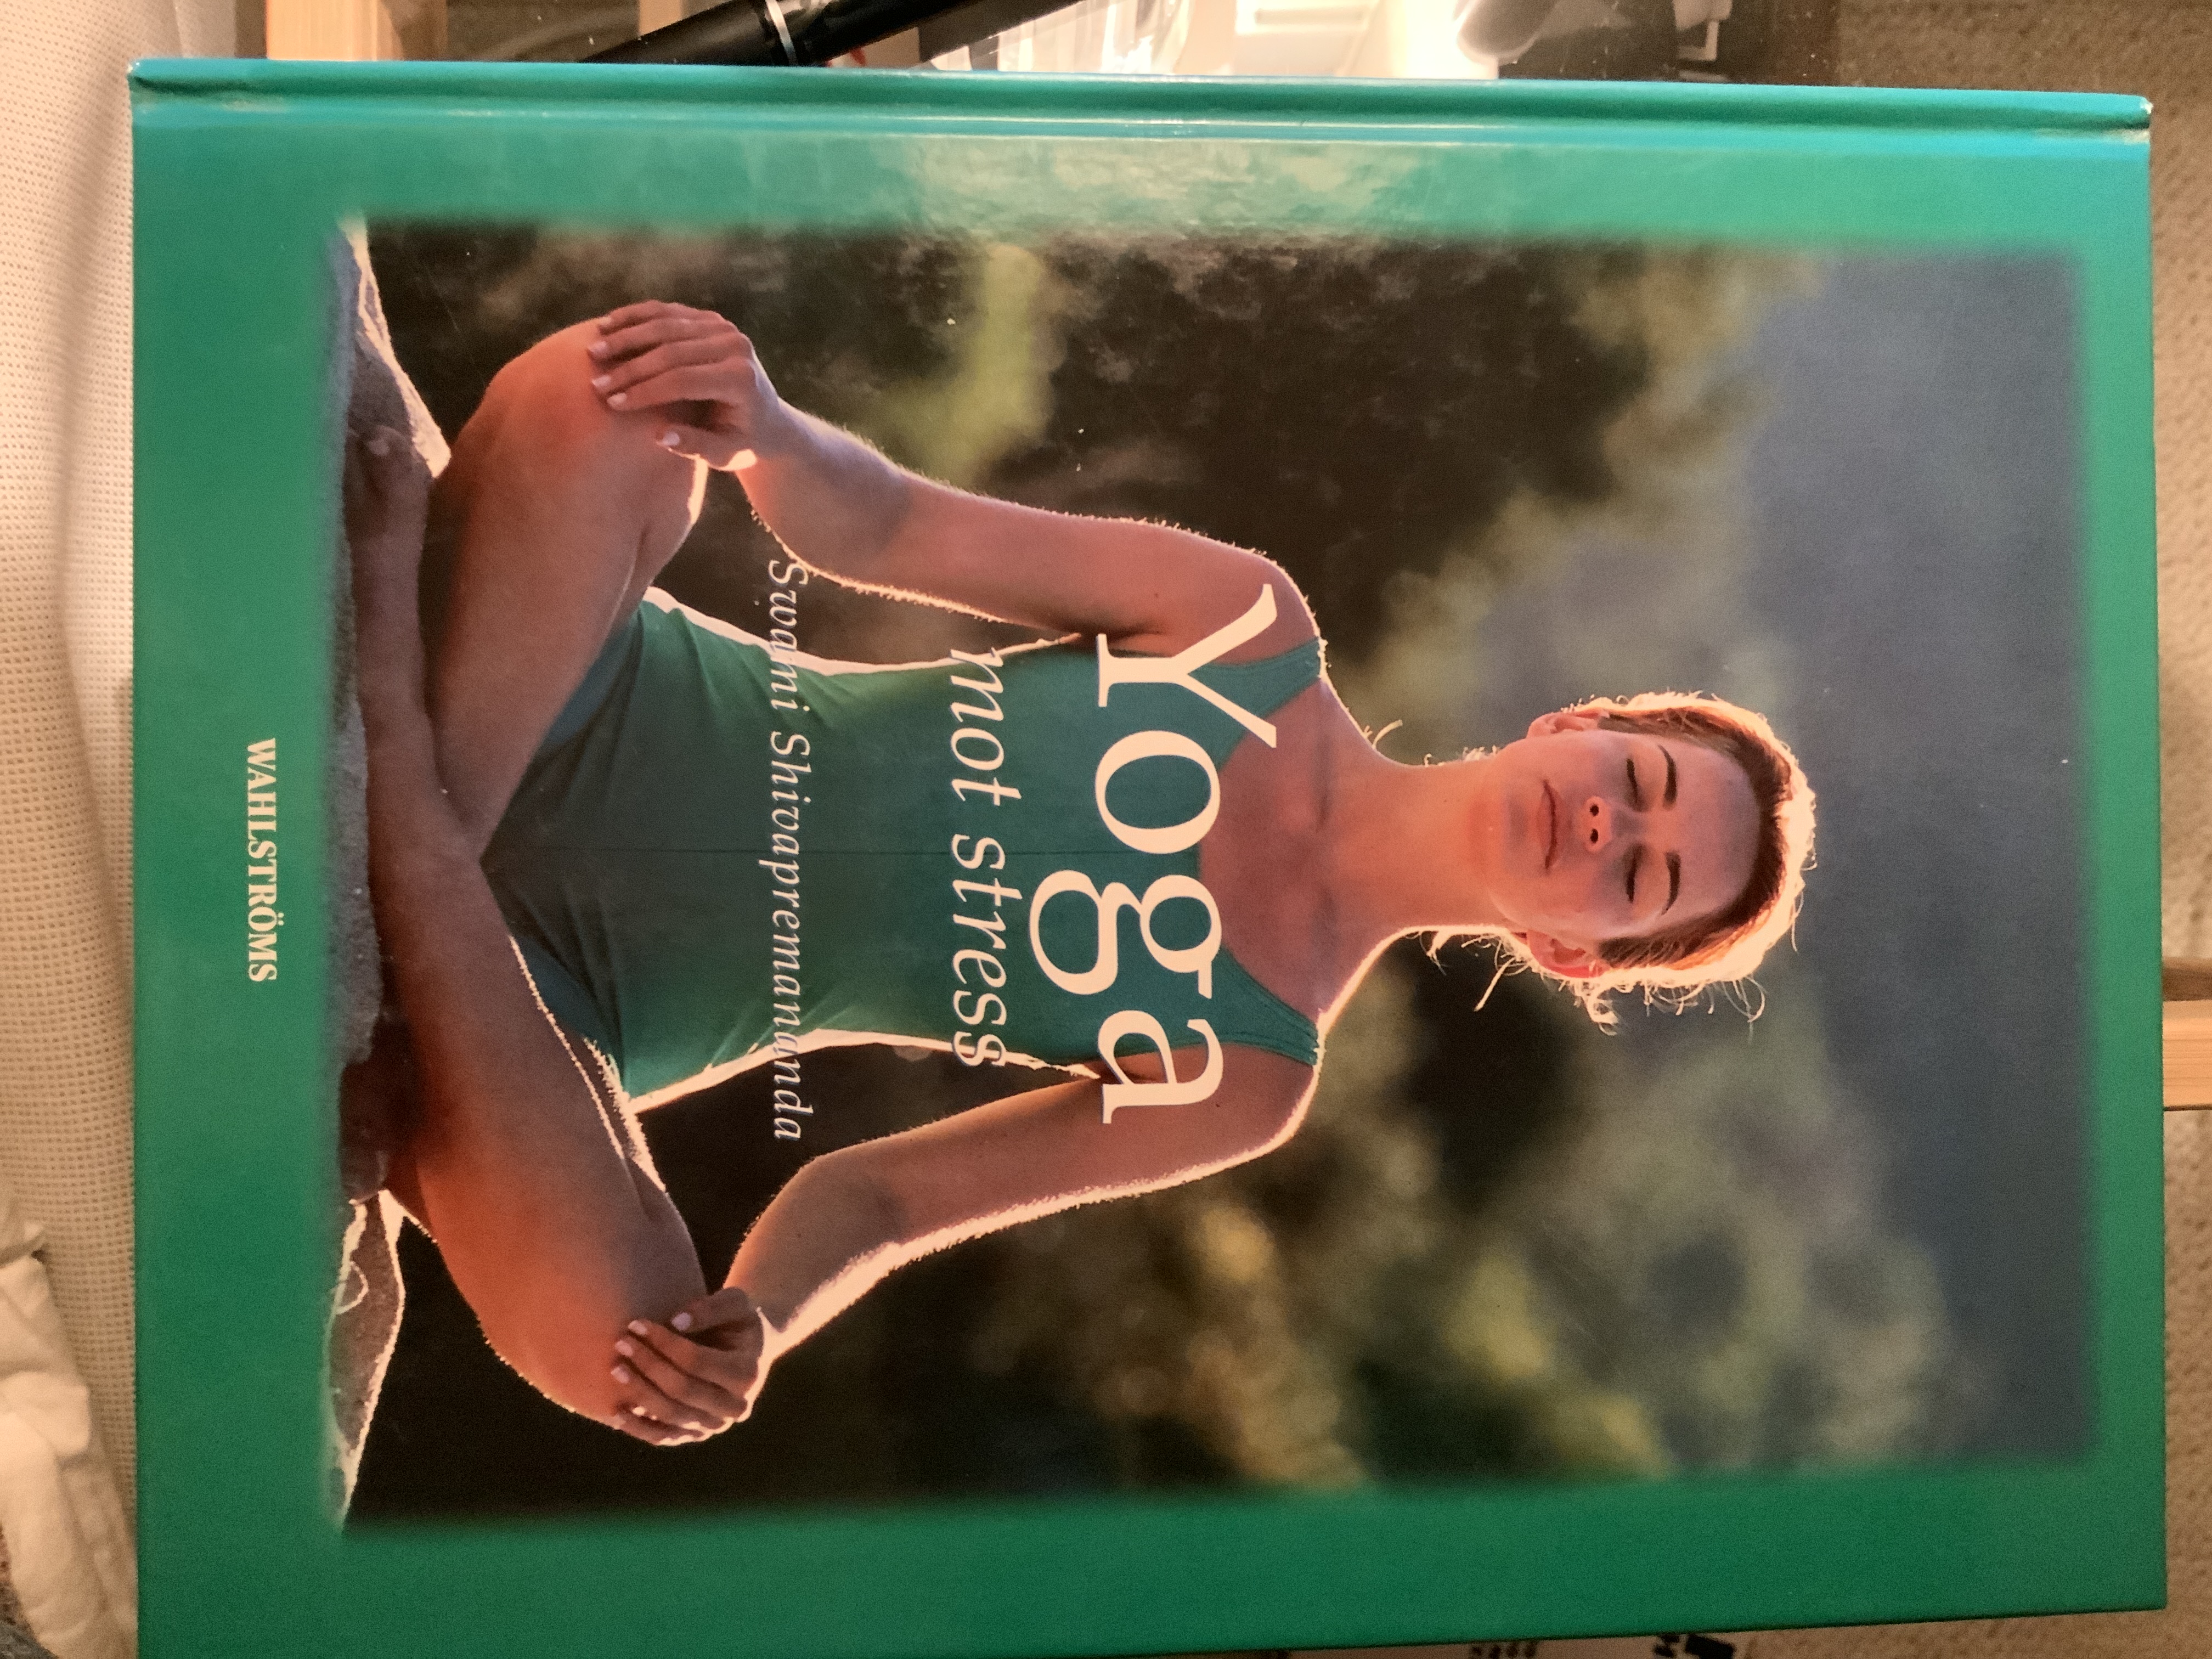 Yoga
mot stress
Swami Shivapremananda
WAHLSTRÖMS